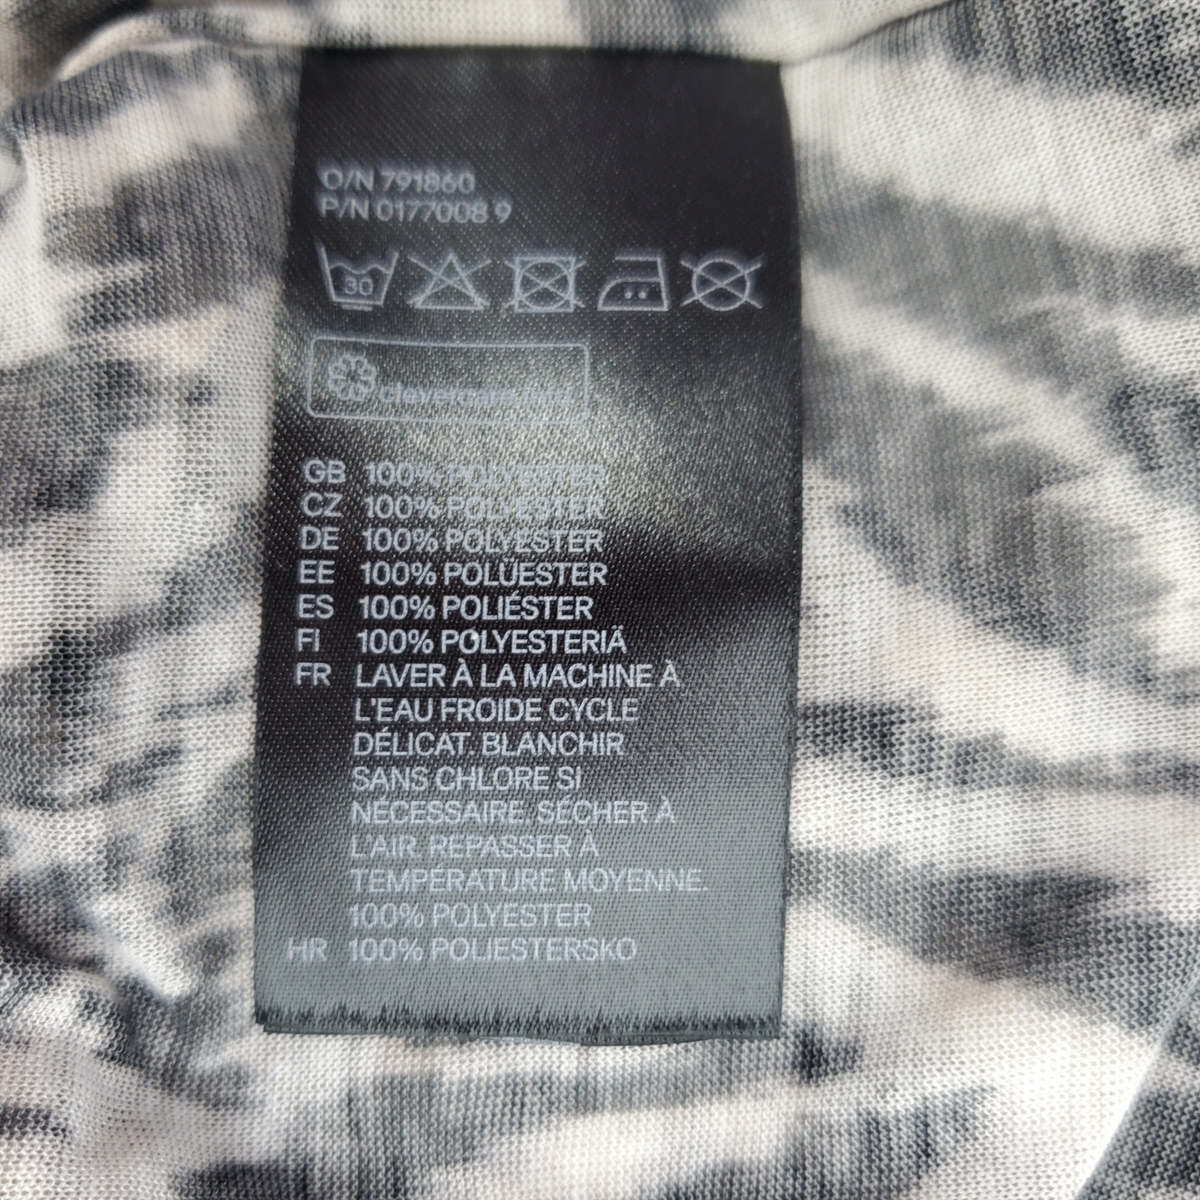 O/N 791860
P/N 0177008 9
30
clevercare.info
GB 100% POLYESTER
CZ 100% POLYESTER
DE 100% POLYESTER
EE 100% POLÜESTER
ES 100% POLIÉSTER
FI 100% POLYESTERIÄ
FR LAVER À LA MACHINE À
L'EAU FROIDE CYCLE
DÉLICAT. BLANCHIR
SANS CHLORE SI
NÉCESSAIRE. SÉCHER À
L'AIR. REPASSER À
TEMPÉRATURE MOYENNE.
100% POLYESTER
HR 100% POLIESTERSKO